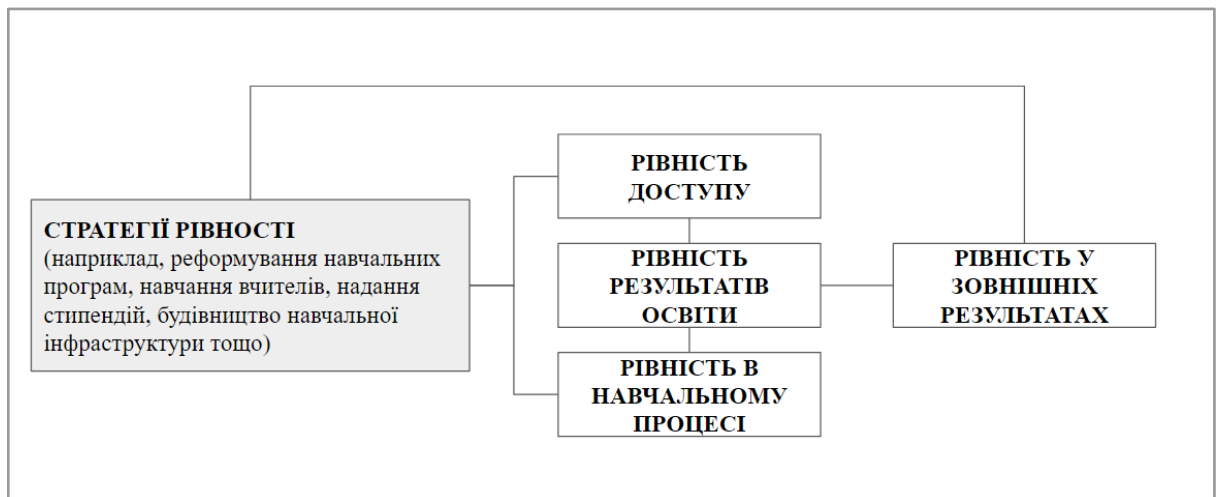 СТРАТЕГІЇ РІВНОСТІ
(наприклад, реформування навчальних
програм, навчання вчителів, надання
стипендій, будівництво навчальної
інфраструктури тощо)
РІВНІСТЬ
ДОСТУПУ
РІВНІСТЬ
РЕЗУЛЬТАТІВ
ОСВІТИ
РІВНІСТЬ В
НАВЧАЛЬНОМУ
ПРОЦЕСІ
РІВНІСТЬ У
ЗОВНІШНІХ
РЕЗУЛЬТАТАХ